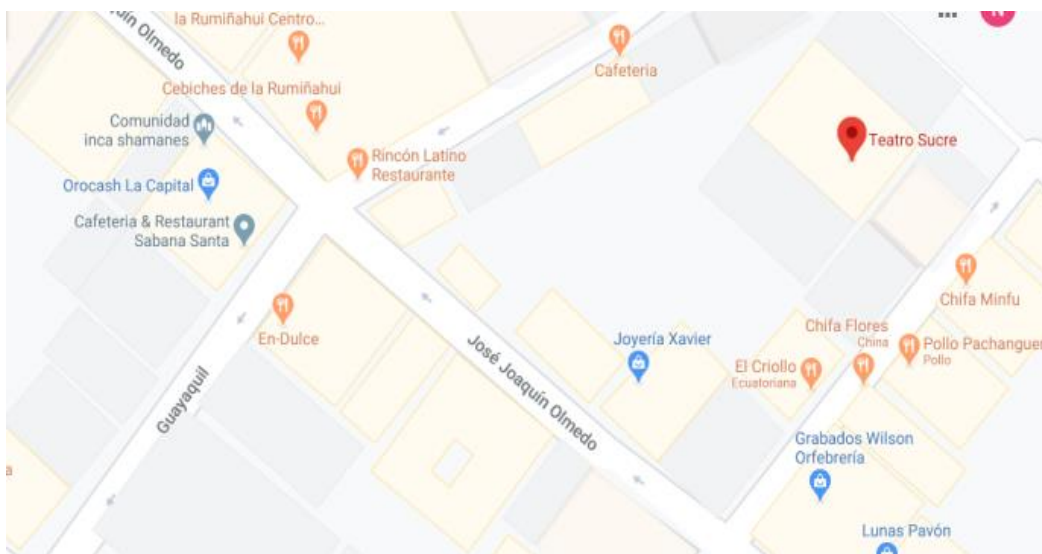 la Rumiñahui Centro...
uín Olmedo
Cebiches de la Rumiñahui
Cafeteria
Comunidad
inca shamanes
Rincón Latino
Restaurante
Teatro Sucre
Orocash La Capital
Cafeteria & Restaurant
Sabana Santa
En-Dulce
Guayaquil
José Joaquín Olmedo
Joyería Xavier
Chifa Minfu
Chifa Flores
China
El Criollo
Ecuatoriana
Pollo Pachanguer
Pollo
Grabados Wilson
Orfebrería
Lunas Pavón
a